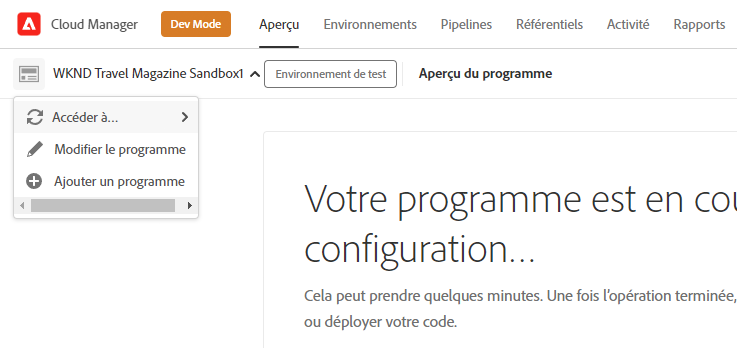 Cloud Manager Dev Mode Aperçu Environnements Pipelines Référentiels Activité Rapports
WKND Travel Magazine Sandbox1 Environnement de test Aperçu du programme
Accéder à...
Modifier le programme
Ajouter un programme
Votre programme est en
configuration...
Cela peut prendre quelques minutes. Une fois l’opération terminée,
ou déployer votre code.